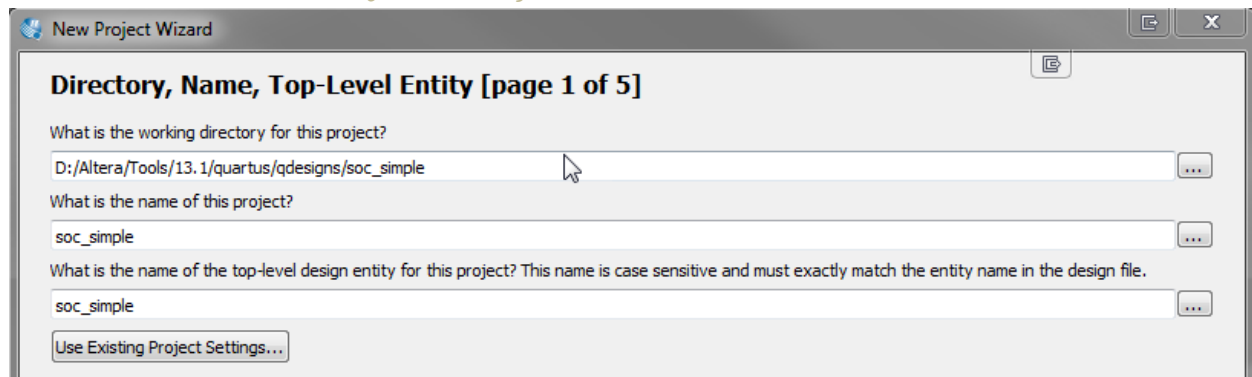 New Project Wizard
Directory, Name, Top-Level Entity [page 1 of 5]
What is the working directory for this project?
D:/Altera/Tools/13.1/quartus/qdesigns/soc_simple
...
What is the name of this project?
soc_simple
...
What is the name of the top-level design entity for this project? This name is case sensitive and must exactly match the entity name in the design file.
soc_simple
...
Use Existing Project Settings...